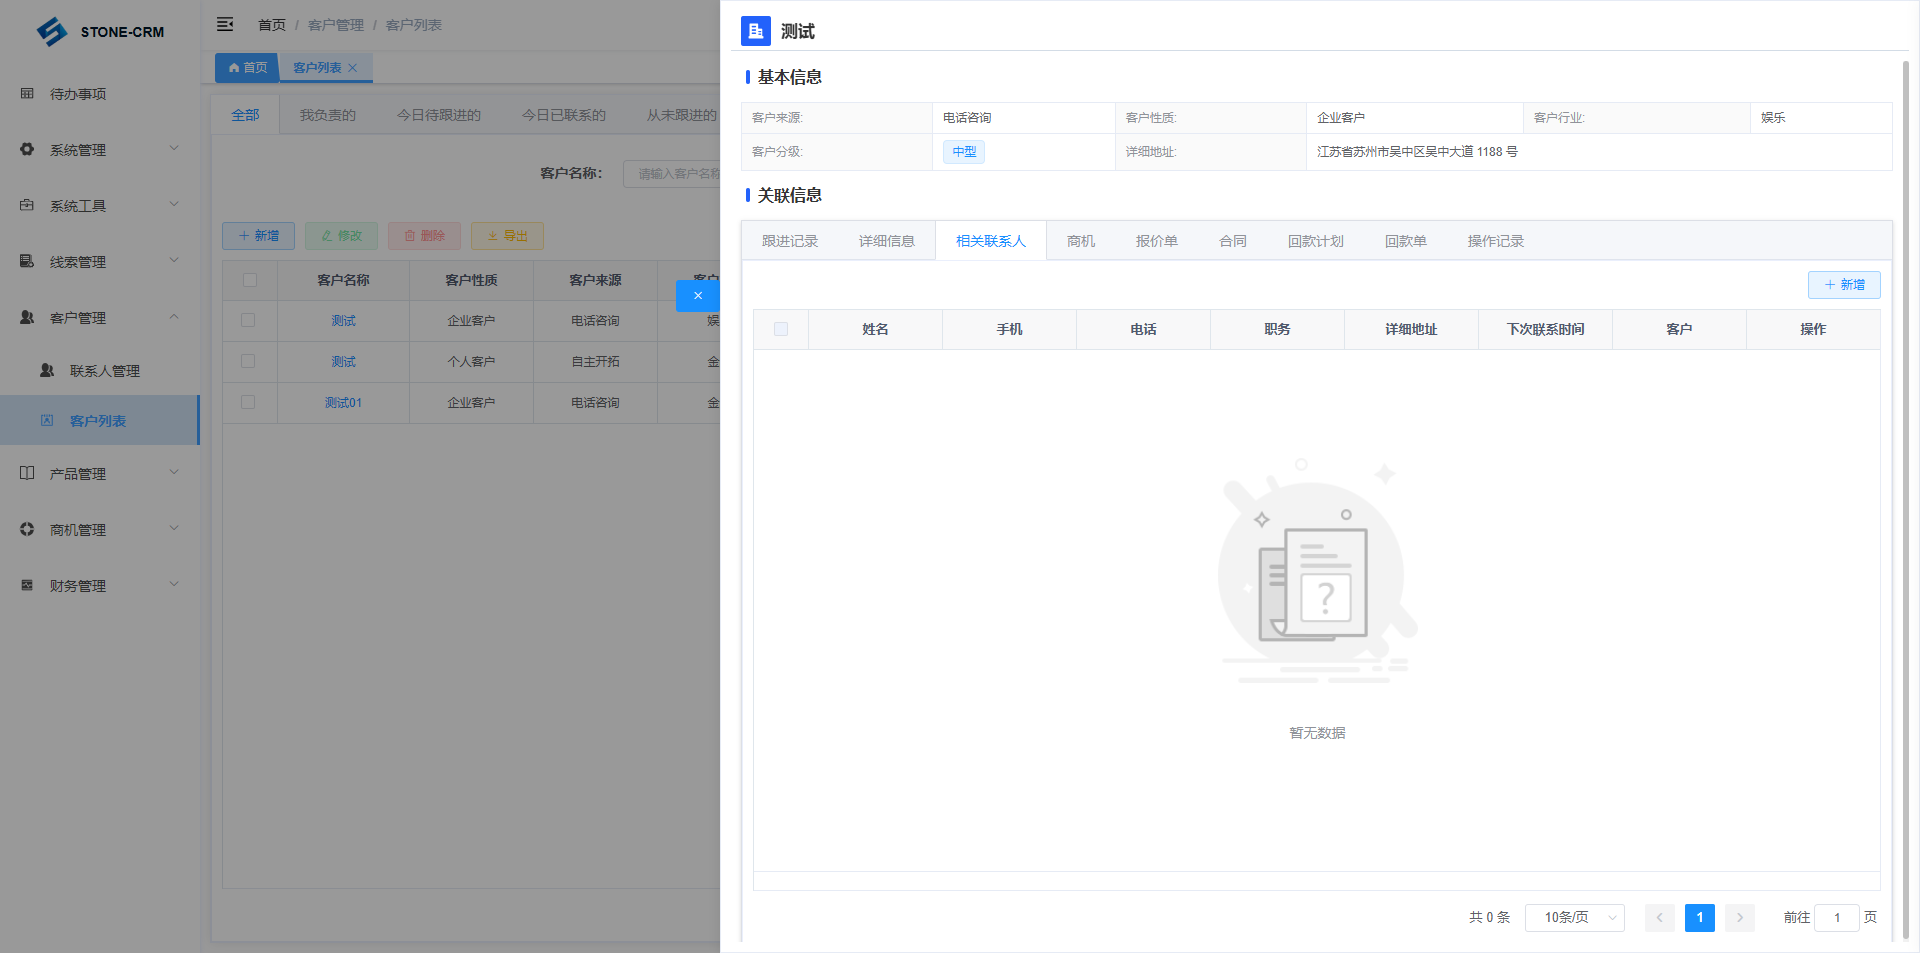 STONE-CRM
待办事项
系统管理
系统工具
线索管理
客户管理
联系人管理
客户列表
产品管理
商机管理
财务管理
首页 / 客户管理 / 客户列表
首页 客户列表
全部 我负责的 今日待跟进的 今日已联系的 从未跟进的
客户名称: 请输入客户名称
新增 修改 删除 导出
客户名称 客户性质 客户来源 客户
测试 企业客户 电话咨询 娱
测试 个人客户 自主开拓 金
测试01 企业客户 电话咨询 金
测试
基本信息
客户来源: 电话咨询 客户性质: 企业客户 客户行业: 娱乐
客户分级: 中型 详细地址: 江苏省苏州市吴中区吴中大道 1188 号
关联信息
跟进记录 详细信息 相关联系人 商机 报价单 合同 回款计划 回款单 操作记录
新增
姓名 手机 电话 职务 详细地址 下次联系时间 客户 操作
?
暂无数据
共 0 条 10条/页 1 前往 1 页